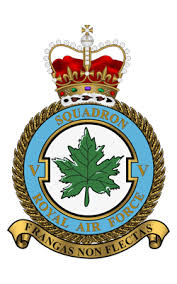 SQUADRON
V V
ROYAL AIR FORCE
FRANGAS NON FLECTAS